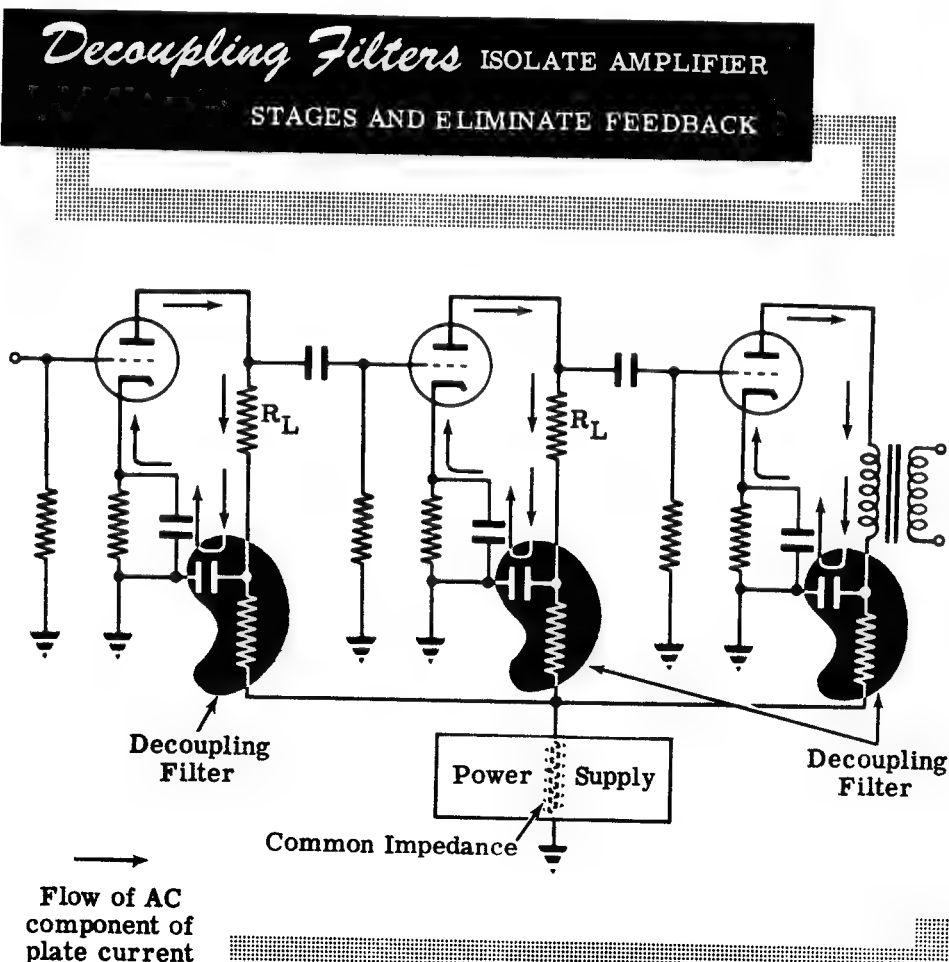 Decoupling Filters ISOLATE AMPLIFIER
STAGES AND ELIMINATE FEEDBACK
R_L
R_L
Decoupling
Filter
Power Supply
Decoupling
Filter
Common Impedance
Flow of AC
component of
plate current